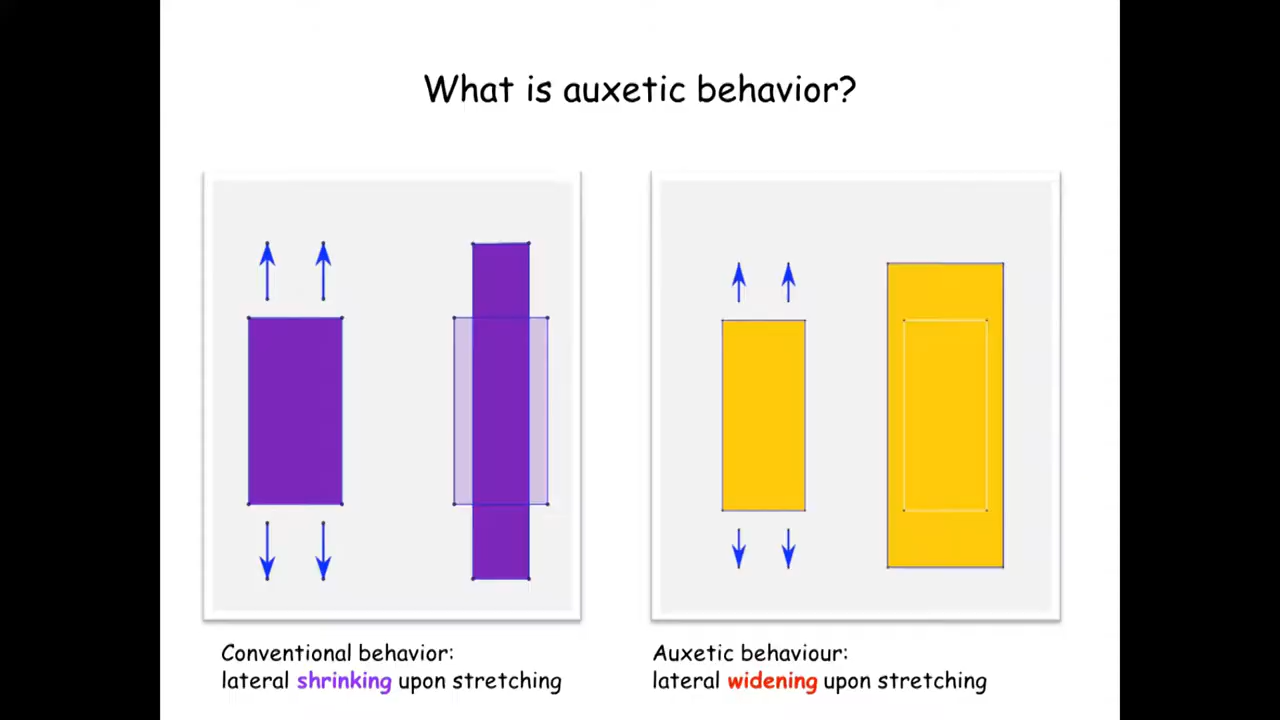 What is auxetic behavior?
Conventional behavior:
lateral shrinking upon stretching
Auxetic behaviour:
lateral widening upon stretching